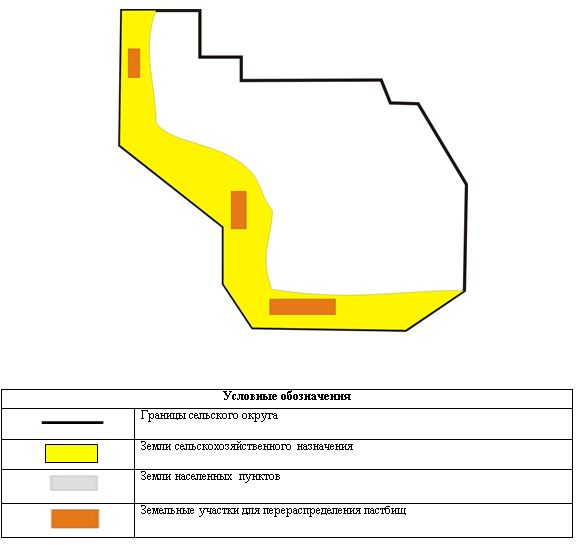 Условные обозначения
Границы сельского округа
Земли сельскохозяйственного назначения
Земли населенных пунктов
Земельные участки для перераспределения пастбищ